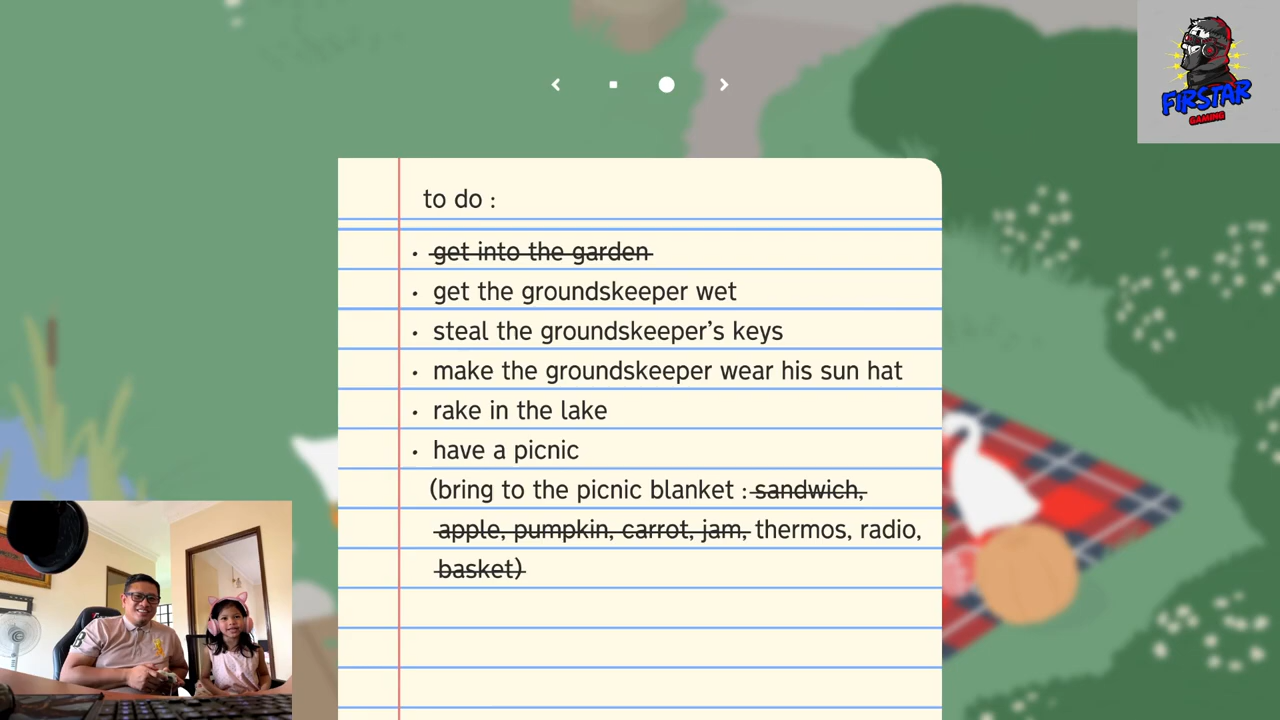 FIRSTAR
GAMING
to do :
· get into the garden
· get the groundskeeper wet
· steal the groundskeeper’s keys
· make the groundskeeper wear his sun hat
· rake in the lake
· have a picnic
(bring to the picnic blanket : sandwich,
apple, pumpkin, carrot, jam, thermos, radio,
basket)